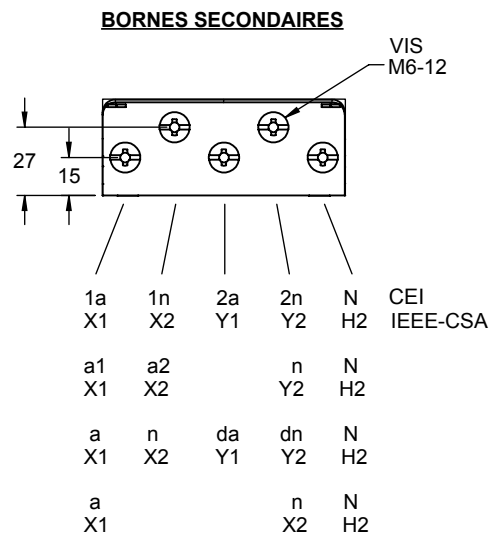 BORNES SECONDAIRES
VIS
M6-12
27
15
1a 1n 2a 2n N CEI
X1 X2 Y1 Y2 H2 IEEE-CSA
a1 a2 n N
X1 X2 Y2 H2
a n da dn N
X1 X2 Y1 Y2 H2
a n N
X1 X2 H2